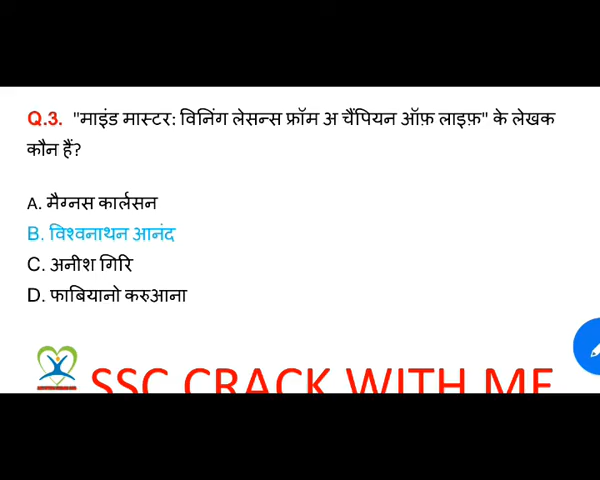 Q.3. "माइंड मास्टर: विनिंग लेसन्स फ्रॉम अ चैंपियन ऑफ़ लाइफ़" के लेखक
कौन हैं?
A. मैग्नस कार्लसन
B. विश्वनाथन आनंद
C. अनीश गिरि
D. फाबियानो करुआना
SSC CRACK WITH ME